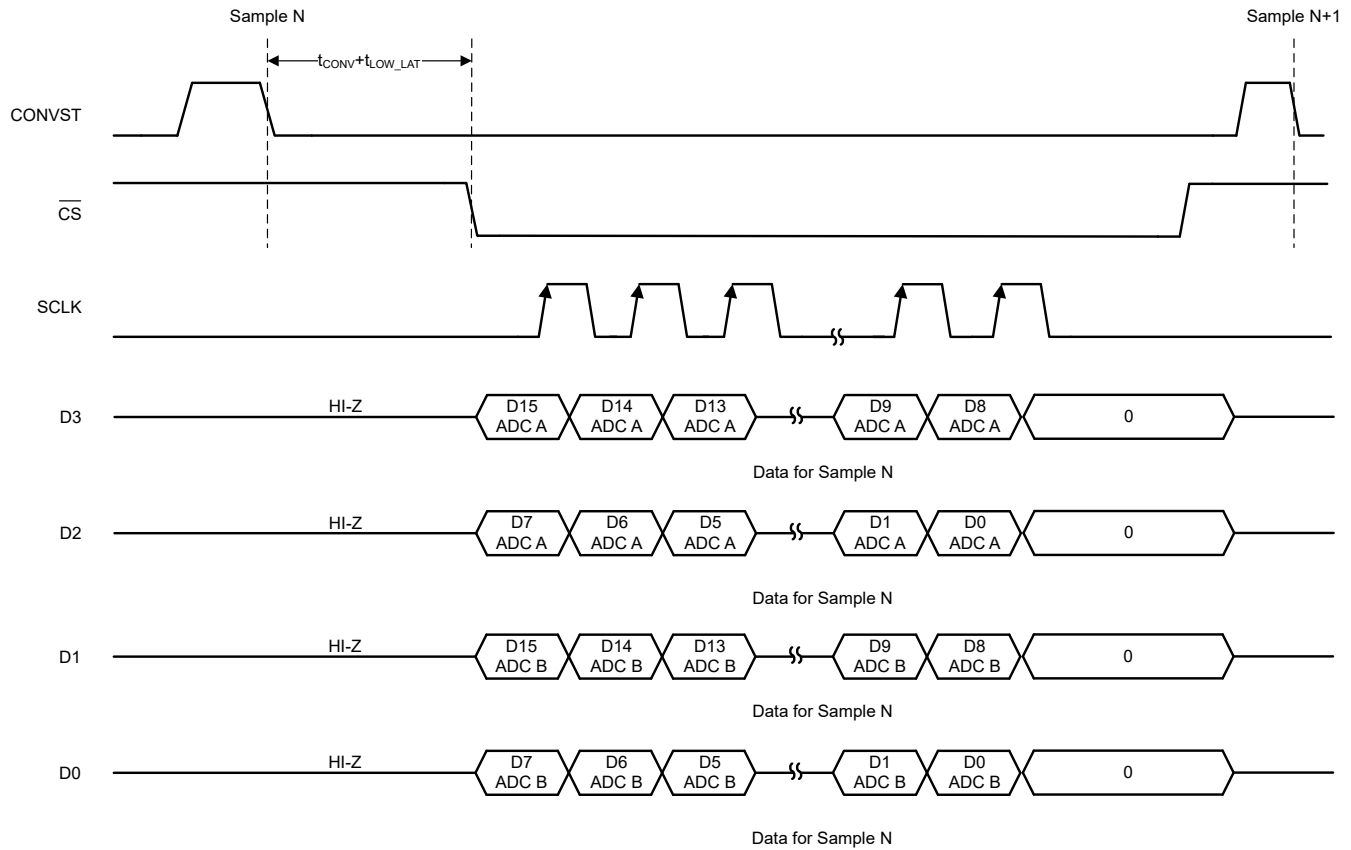 Sample N
Sample N+1
tCONV+tLOW_LAT
CONVST
CS
SCLK
D3
HI-Z
D15
ADC A
D14
ADC A
D13
ADC A
D9
ADC A
D8
ADC A
0
Data for Sample N
D2
HI-Z
D7
ADC A
D6
ADC A
D5
ADC A
D1
ADC A
D0
ADC A
0
Data for Sample N
D1
HI-Z
D15
ADC B
D14
ADC B
D13
ADC B
D9
ADC B
D8
ADC B
0
Data for Sample N
D0
HI-Z
D7
ADC B
D6
ADC B
D5
ADC B
D1
ADC B
D0
ADC B
0
Data for Sample N